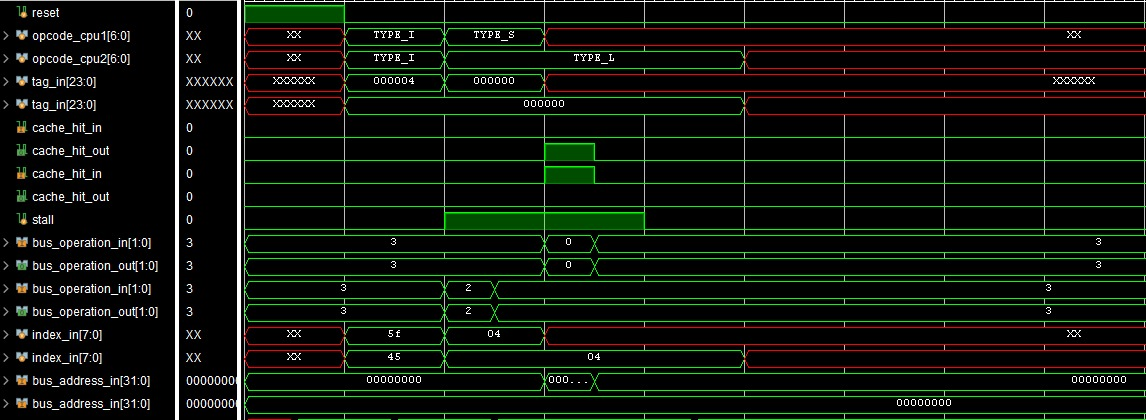 reset 0
opcode_cpu1[6:0] XX XX TYPE_I TYPE_S XX
opcode_cpu2[6:0] XX XX TYPE_I TYPE_L
tag_in[23:0] XXXXXX XXXXXX 000004 000000 XXXXXX
tag_in[23:0] XXXXXX XXXXXX 000000
cache_hit_in 0
cache_hit_out 0
cache_hit_in 0
cache_hit_out 0
stall 0
bus_operation_in[1:0] 3 3 0 3
bus_operation_out[1:0] 3 3 0 3
bus_operation_in[1:0] 3 3 2 3
bus_operation_out[1:0] 3 3 2 3
index_in[7:0] XX XX 5f 04 XX
index_in[7:0] XX XX 45 04
bus_address_in[31:0] 0000000 00000000 000... 00000000
bus_address_in[31:0] 0000000 00000000